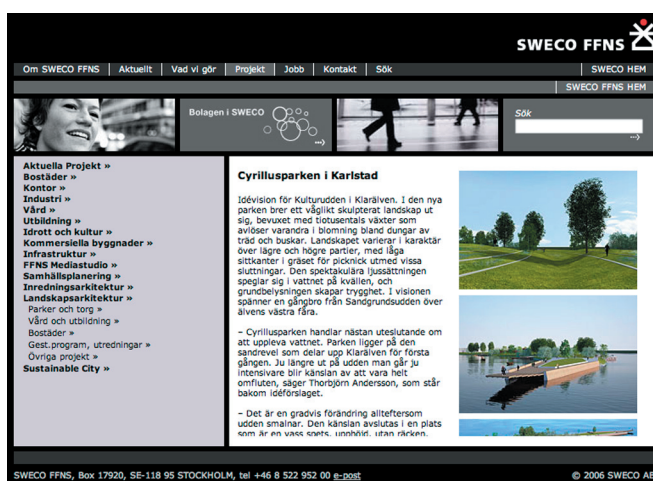 SWECO FFNS
Om SWECO FFNS | Aktuellt | Vad vi gör | Projekt | Jobb | Kontakt | Sök | SWECO HEM
SWECO FFNS HEM
Bolagen i SWECO
Sök
Aktuella Projekt »
Bostäder »
Kontor »
Industri »
Vård »
Utbildning »
Idrott och kultur »
Kommersiella byggnader »
Infrastruktur »
FFNS Mediastudio »
Samhällsplanering »
Inredningsarkitektur »
Landskapsarkitektur »
Parker och torg »
Vård och utbildning »
Bostäder »
Gest.program, utredningar »
Övriga projekt »
Sustainable City »
Cyrillusparken i Karlstad
Idévision för Kulturudden i Klarälven. I den nya
parken brer ett våglikt skulpterat landskap ut
sig, bevuxet med tiotusentals växter som
avlöser varandra i blomning bland dungar av
träd och buskar. Landskapet varierar i karaktär
över lägre och högre partier, med låga
sittkanter i gräset för picknick utmed vissa
sluttningar. Den spektakulära ljussättningen
speglar sig i vattnet på kvällen, och
grundbelysningen skapar trygghet. I visionen
spänner en gångbro från Sandgrundsudden över
älvens västra fåra.
– Cyrillusparken handlar nästan uteslutande om
att uppleva vattnet. Parken ligger på den
sandrevel som delar upp Klarälven för första
gången. Ju längre ut på udden man går ju
intensivare blir känslan av att vara helt
omfluten, säger Thorbjörn Andersson, som står
bakom idéförslaget.
– Det är en gradvis förändring allteftersom
udden smalnar. Den känslan avslutas i en plats
som är en vass spets, upphöjd, utan räcken.
SWECO FFNS, Box 17920, SE-118 95 STOCKHOLM, tel +46 8 522 952 00 e-post
© 2006 SWECO AB